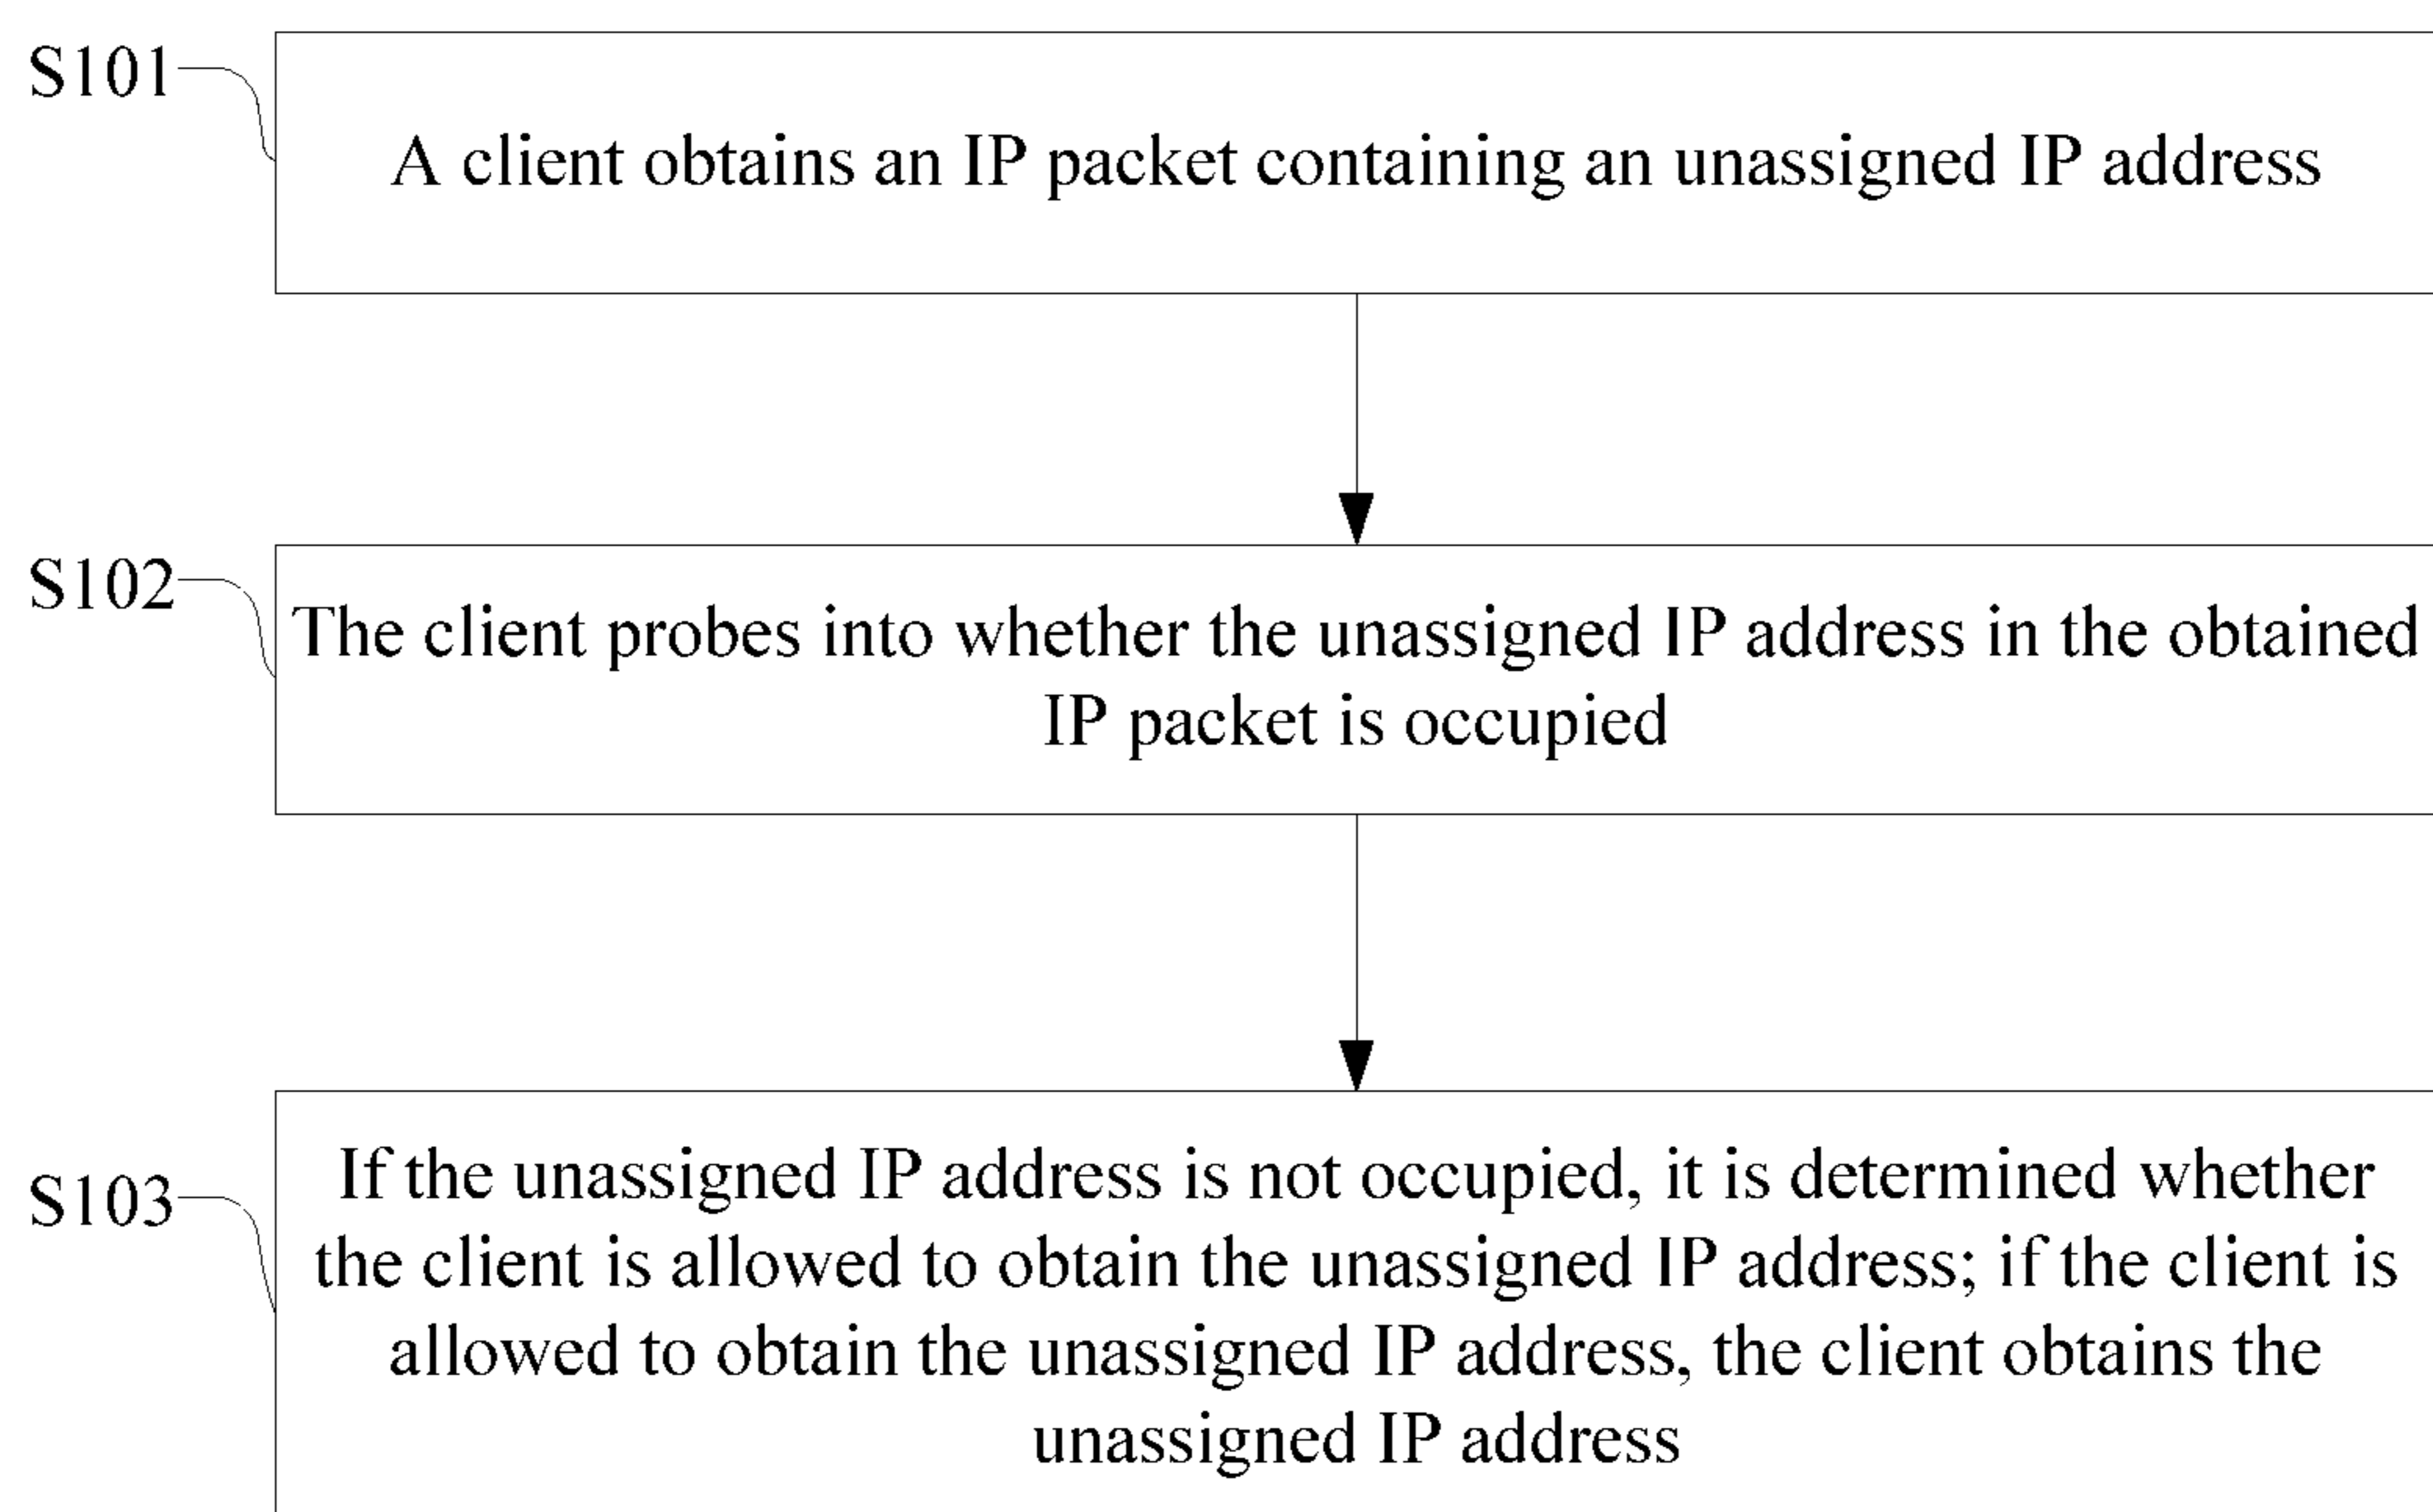 S101
A client obtains an IP packet containing an unassigned IP address
S102
The client probes into whether the unassigned IP address in the obtained
IP packet is occupied
S103
If the unassigned IP address is not occupied, it is determined whether
the client is allowed to obtain the unassigned IP address; if the client is
allowed to obtain the unassigned IP address, the client obtains the
unassigned IP address